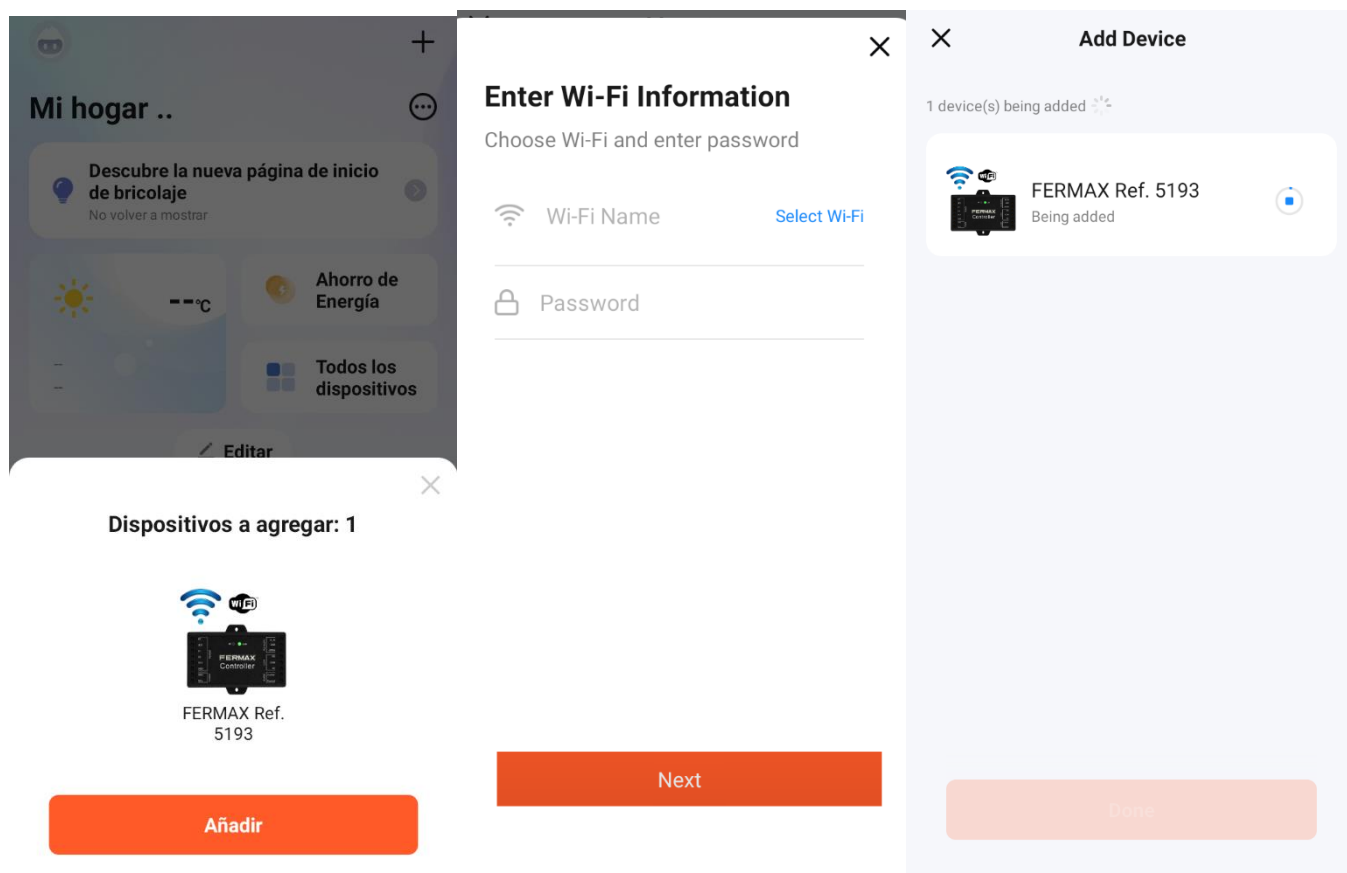 Mi hogar ..
Descubre la nueva página de inicio
de bricolaje
No volver a mostrar
--°C
Ahorro de
Energía
Todos los
dispositivos
Editar
Dispositivos a agregar: 1
WiFi
FERMAX
Controller
FERMAX Ref.
5193
Añadir
Enter Wi-Fi Information
Choose Wi-Fi and enter password
Wi-Fi Name
Select Wi-Fi
Password
Next
Add Device
1 device(s) being added
WiFi
FERMAX
Controller
FERMAX Ref. 5193
Being added
Done